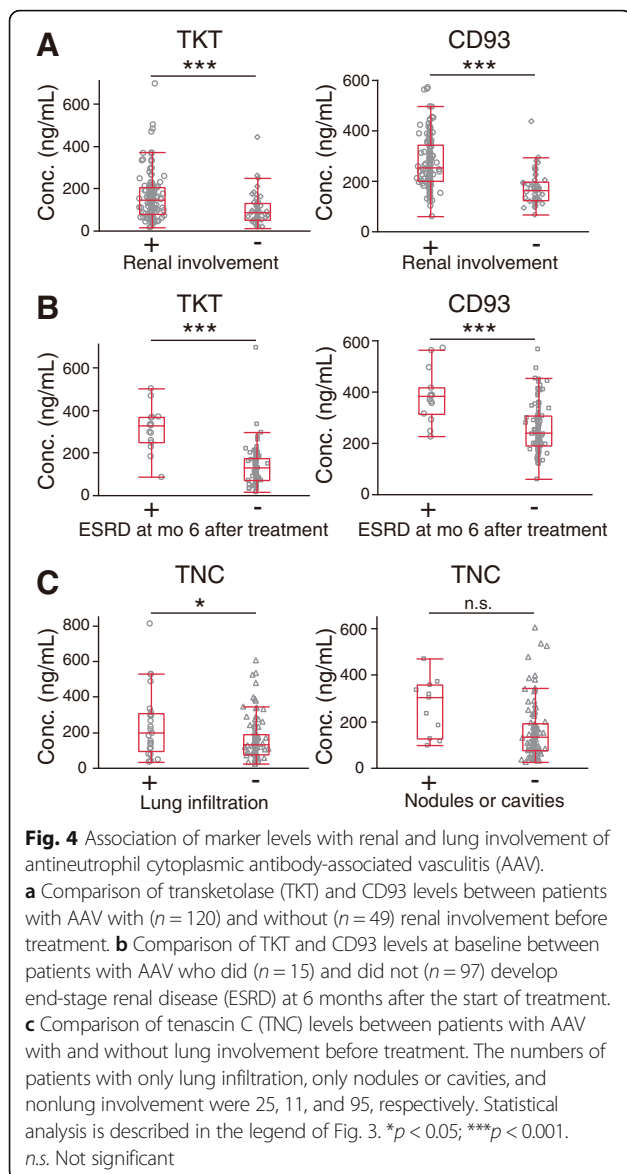 A
TKT
CD93
***
***
Conc. (ng/mL)
600
400
200
0
Conc. (ng/mL)
600
400
200
0
+ -
+ -
Renal involvement
Renal involvement
B
TKT
CD93
***
***
Conc. (ng/mL)
600
400
200
0
Conc. (ng/mL)
600
400
200
0
+ -
+ -
ESRD at mo 6 after treatment
ESRD at mo 6 after treatment
C
TNC
TNC
*
n.s.
Conc. (ng/mL)
800
600
400
200
0
Conc. (ng/mL)
600
400
200
0
+ -
+ -
Lung infiltration
Nodules or cavities
Fig. 4 Association of marker levels with renal and lung involvement of
antineutrophil cytoplasmic antibody-associated vasculitis (AAV).
a Comparison of transketolase (TKT) and CD93 levels between patients
with AAV with (n = 120) and without (n = 49) renal involvement before
treatment. b Comparison of TKT and CD93 levels at baseline between
patients with AAV who did (n = 15) and did not (n = 97) develop
end-stage renal disease (ESRD) at 6 months after the start of treatment.
c Comparison of tenascin C (TNC) levels between patients with AAV
with and without lung involvement before treatment. The numbers of
patients with only lung infiltration, only nodules or cavities, and
nonlung involvement were 25, 11, and 95, respectively. Statistical
analysis is described in the legend of Fig. 3. *p < 0.05; ***p < 0.001.
n.s. Not significant